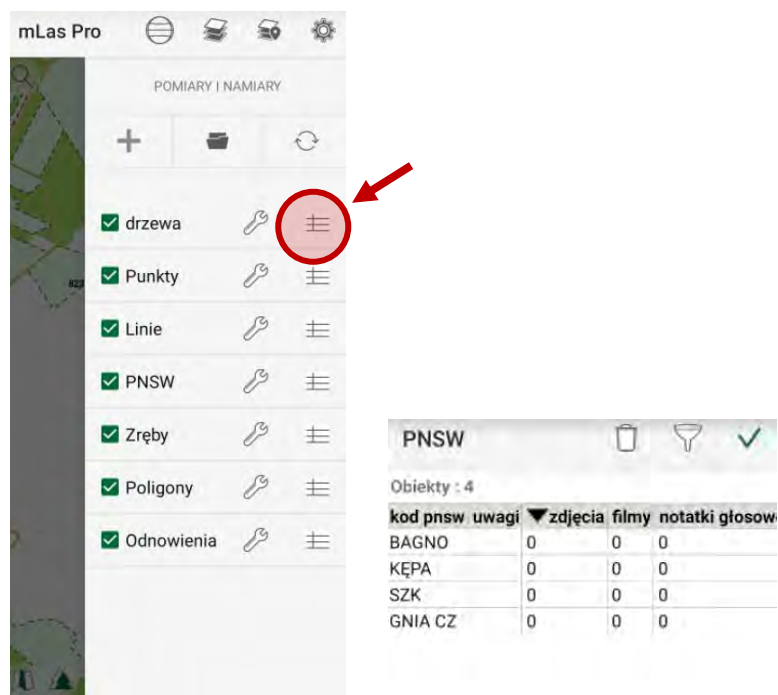 mLas Pro
POMIARY I NAMIARY
drzewa
Punkty
Linie
PNSW
Zręby
Poligony
Odnowienia
PNSW
Obiekty : 4
kod pnsw uwagi ▼zdjęcia filmy notatki głosowe
BAGNO 0 0 0
KĘPA 0 0 0
SZK 0 0 0
GNIA CZ 0 0 0